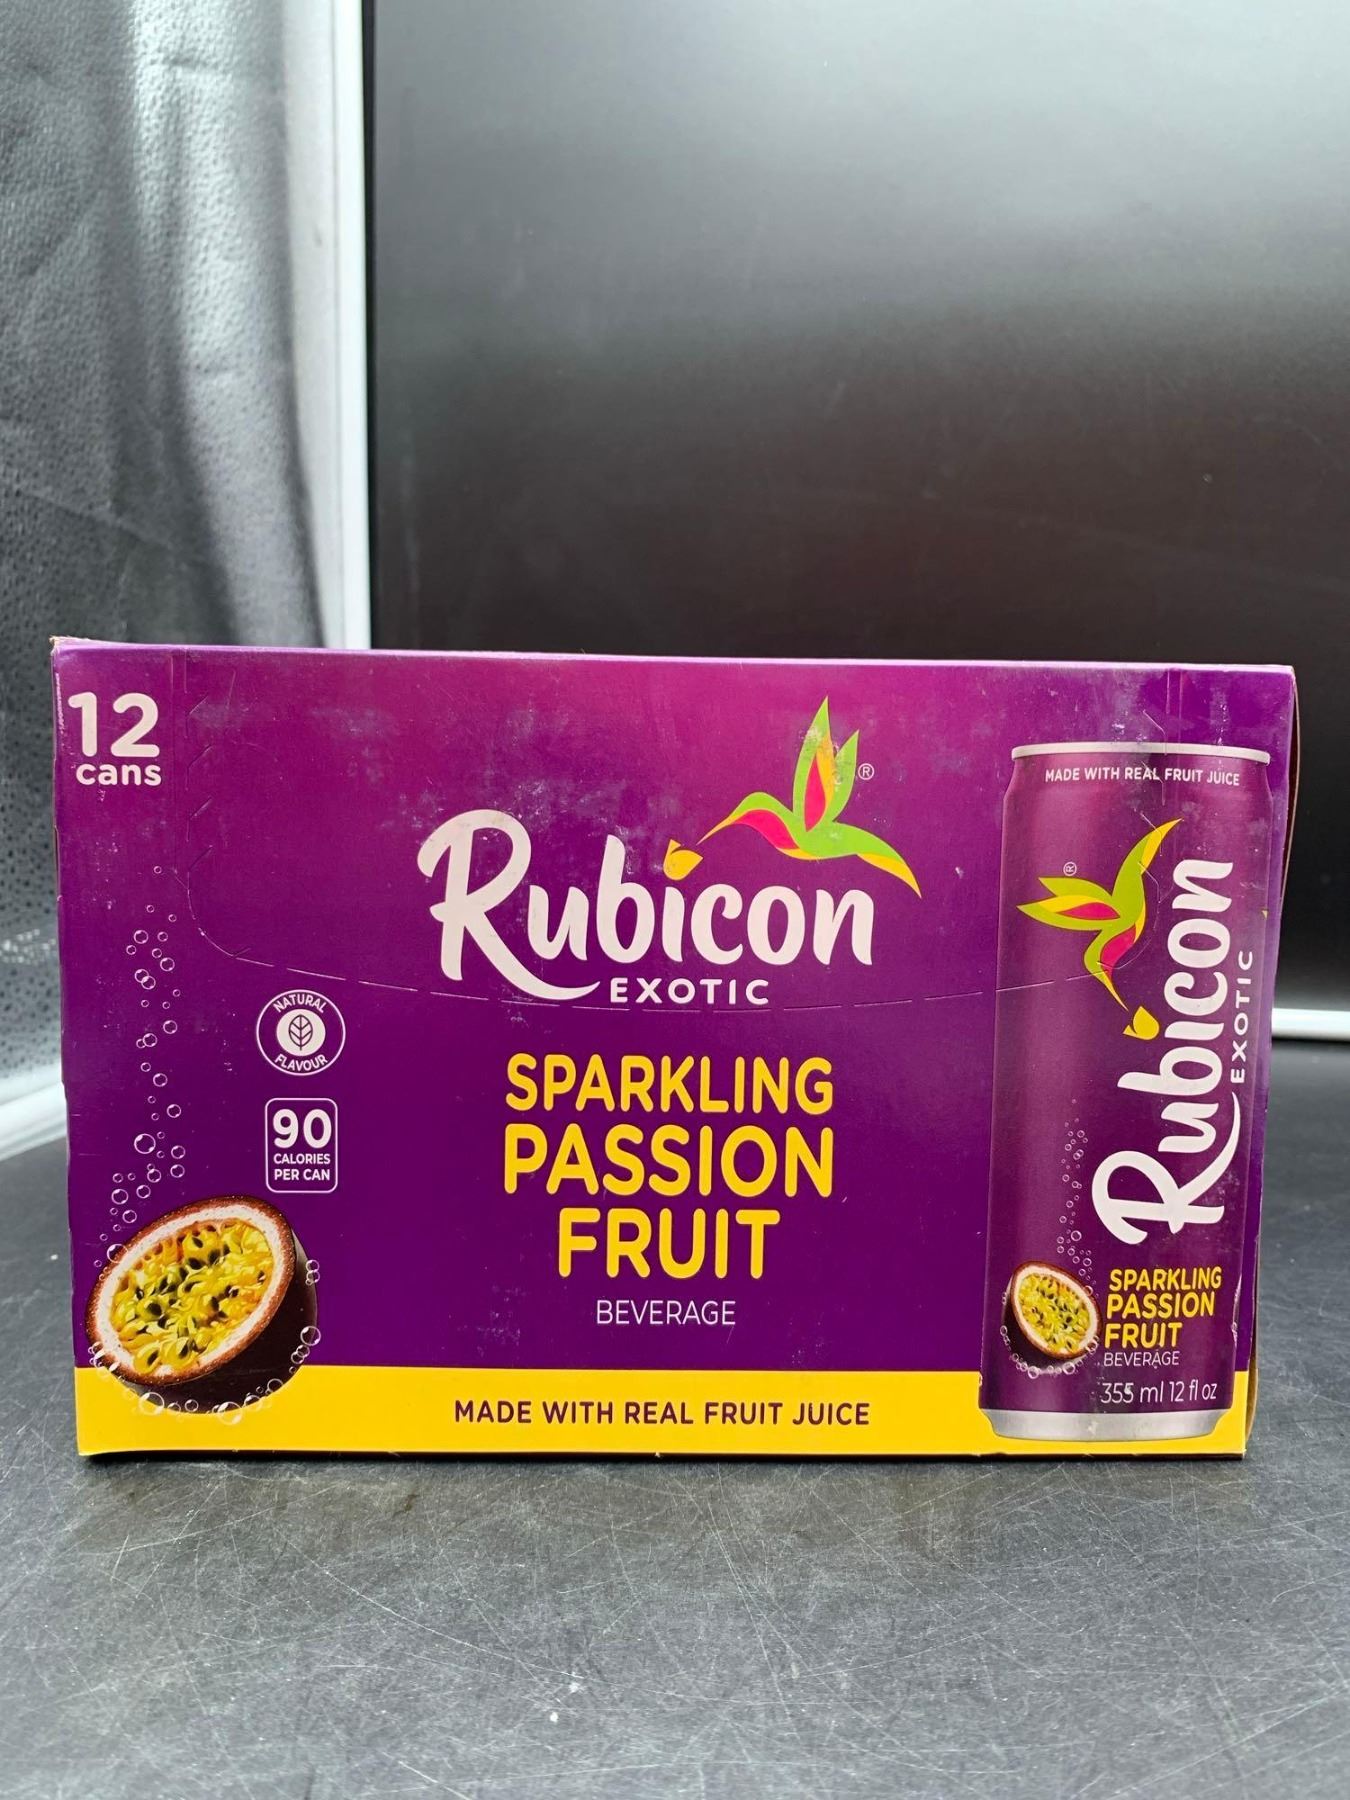 12
cans
Rubicon
®
EXOTIC
NATURAL
FLAVOUR
90
CALORIES
PER CAN
SPARKLING
PASSION
FRUIT
BEVERAGE
MADE WITH REAL FRUIT JUICE
MADE WITH REAL FRUIT JUICE
®
Rubicon
EXOTIC
SPARKLING
PASSION
FRUIT
BEVERAGE
355 ml 12 fl oz